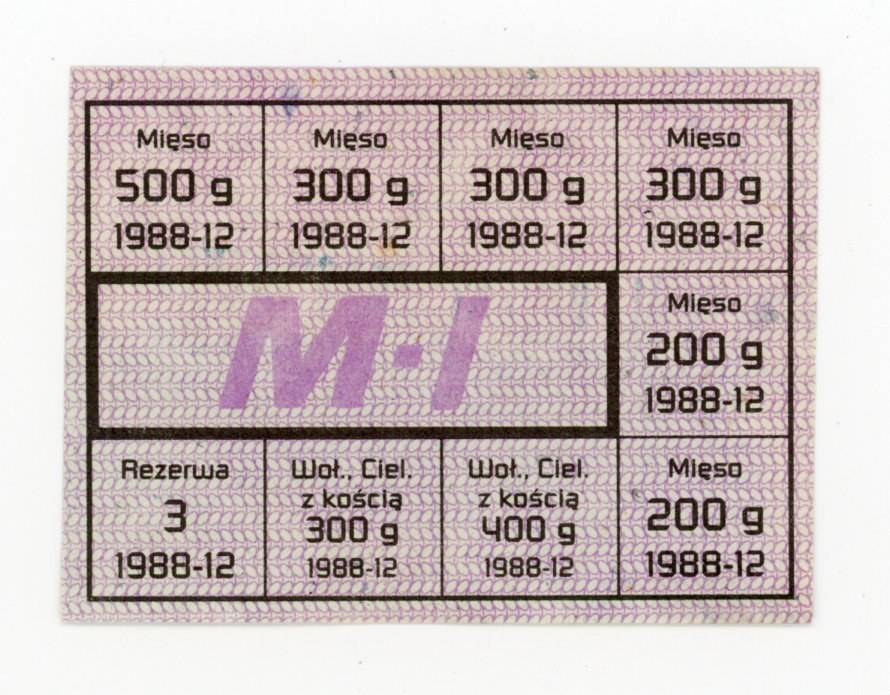 Mięso
500 g
1988-12
Mięso
300 g
1988-12
Mięso
300 g
1988-12
Mięso
300 g
1988-12
M-I
Mięso
200 g
1988-12
Rezerwa
3
1988-12
Woł., Ciel.
z kością
300 g
1988-12
Woł., Ciel.
z kością
400 g
1988-12
Mięso
200 g
1988-12